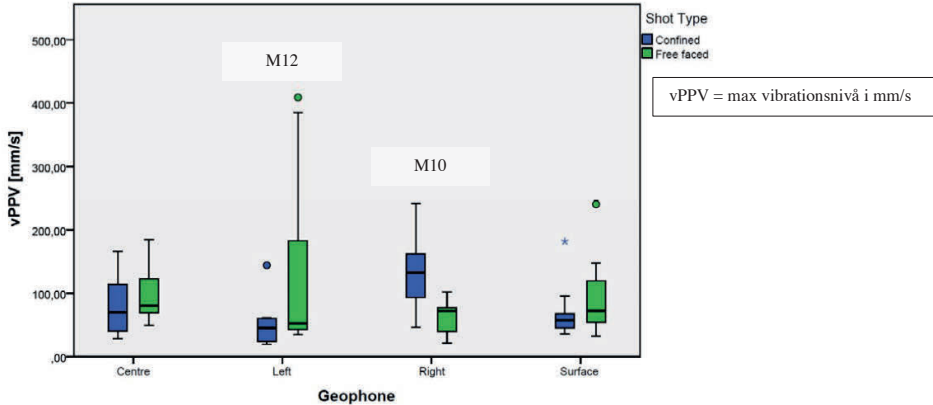 Shot Type
Confined
Free faced
vPPV = max vibrationsnivå i mm/s
M12
M10
vPPV [mm/s]
500,00
400,00
300,00
200,00
100,00
,00
Centre
Left
Right
Surface
Geophone